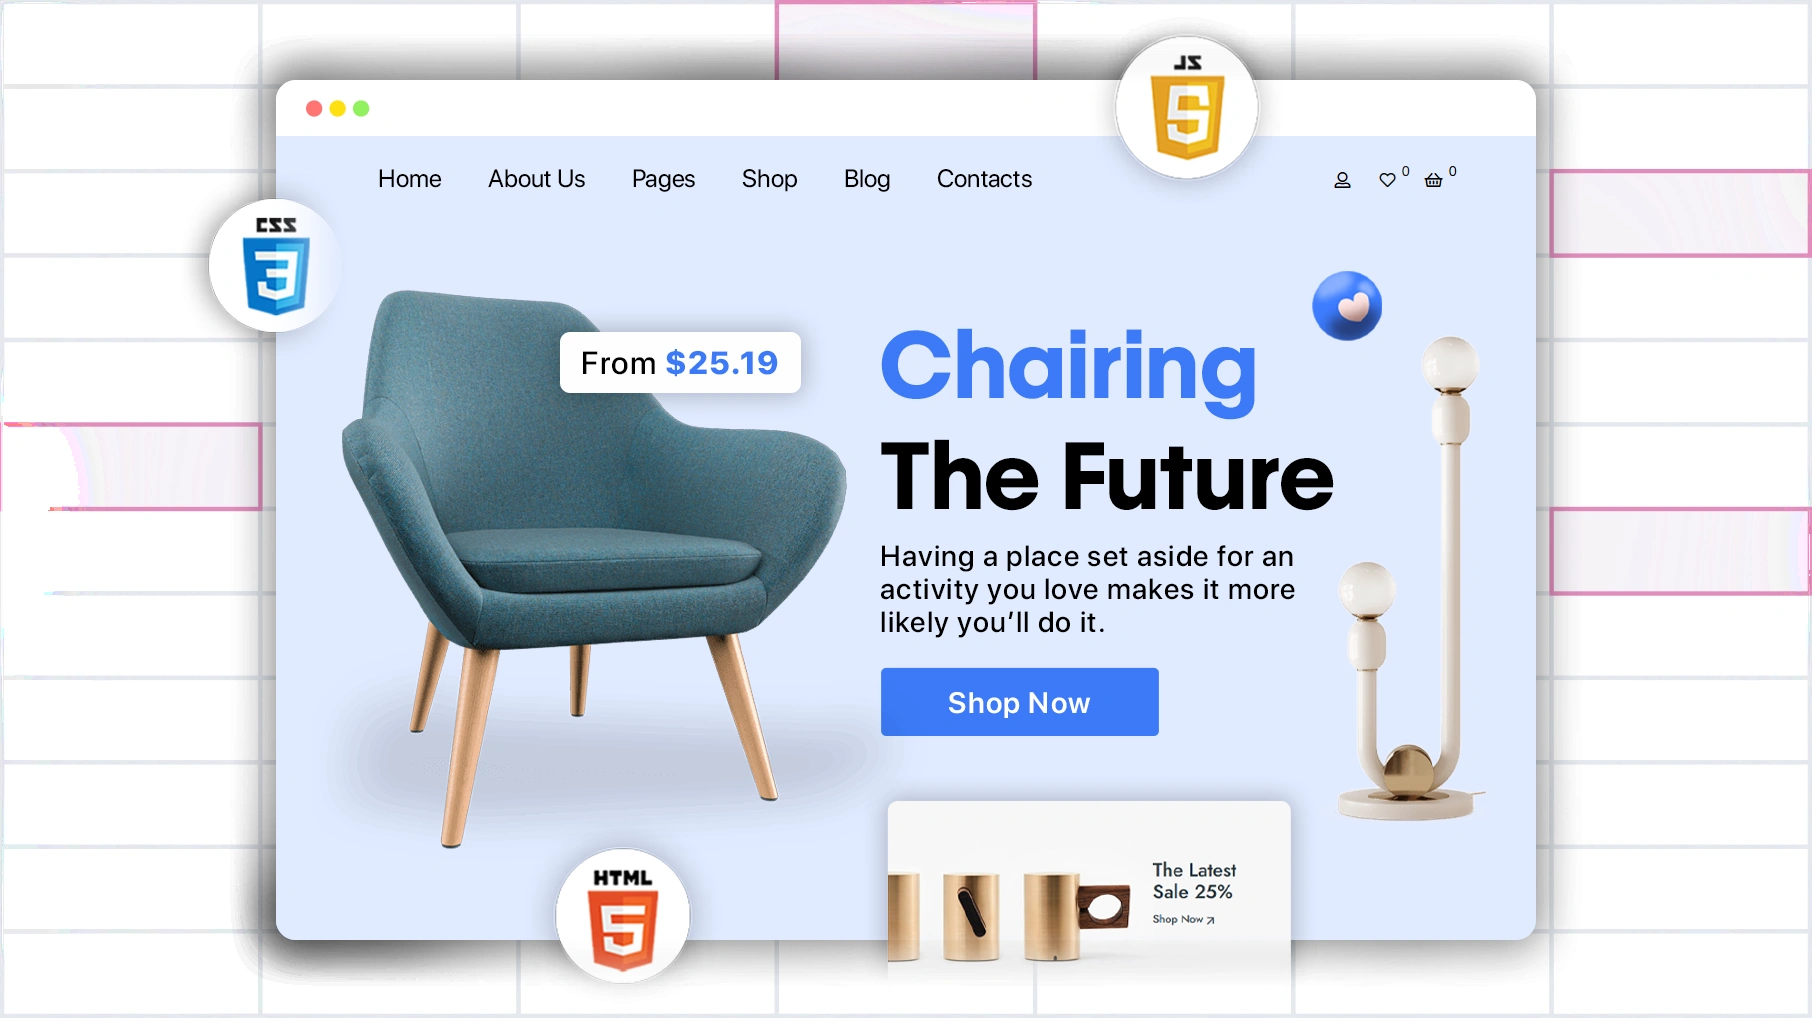 JS
Home About Us Pages Shop Blog Contacts 0 0
CSS
3
From $25.19
Chairing
The Future
Having a place set aside for an
activity you love makes it more
likely you’ll do it.
Shop Now
The Latest
Sale 25%
Shop Now
HTML
5